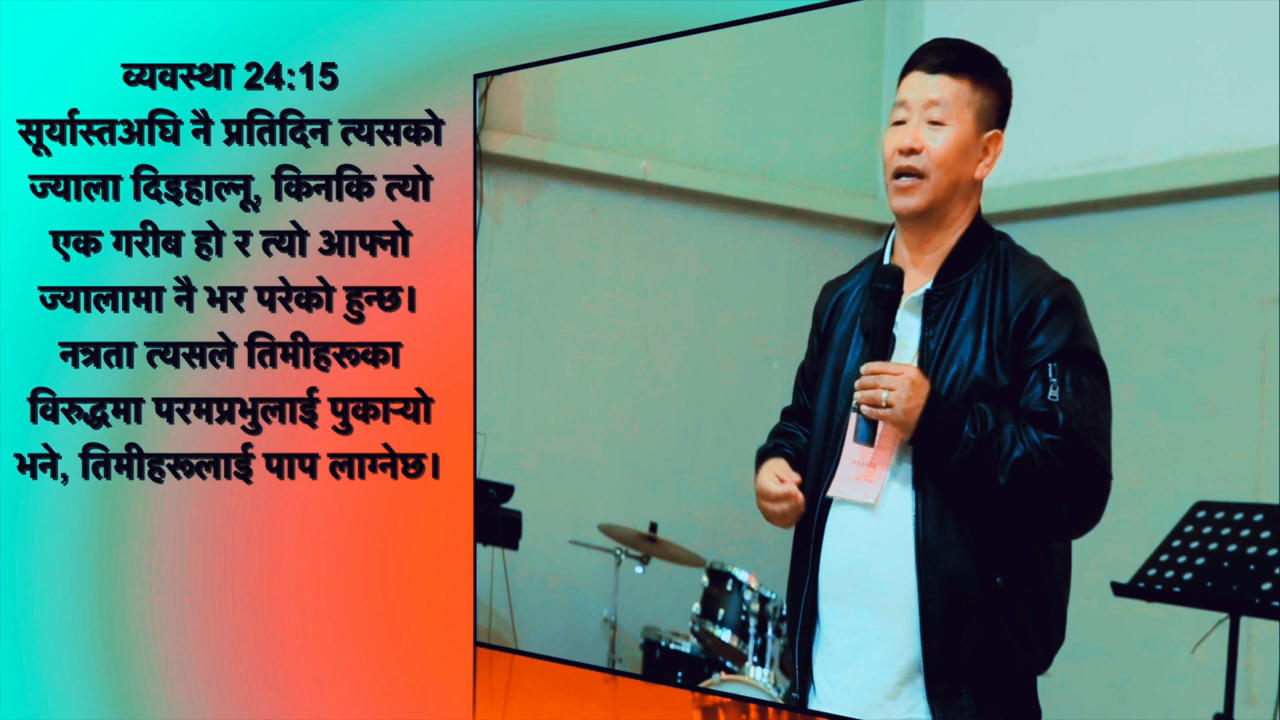 व्यवस्था 24:15
सूर्यास्तअघि नै प्रतिदिन त्यसको
ज्याला दिइहाल्नू, किनकि त्यो
एक गरीब हो र त्यो आफ्नो
ज्यालामा नै भर परेको हुन्छ।
नत्रता त्यसले तिमीहरूका
विरुद्धमा परमप्रभुलाई पुकार्‍यो
भने, तिमीहरूलाई पाप लाग्नेछ।